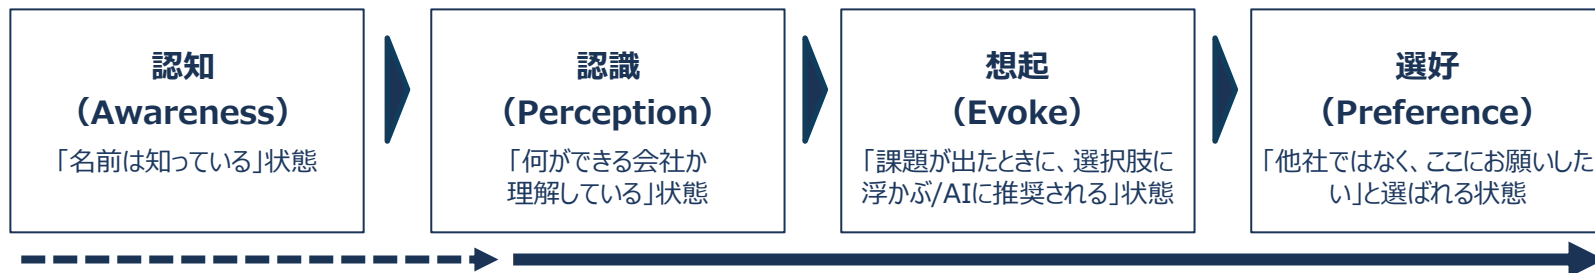 認知
（Awareness）
「名前は知っている」状態
認識
（Perception）
「何ができる会社か
理解している」状態
想起
（Evoke）
「課題が出たときに、選択肢に
浮かぶ/AIに推奨される」状態
選好
（Preference）
「他社ではなく、ここにお願いした
い」と選ばれる状態